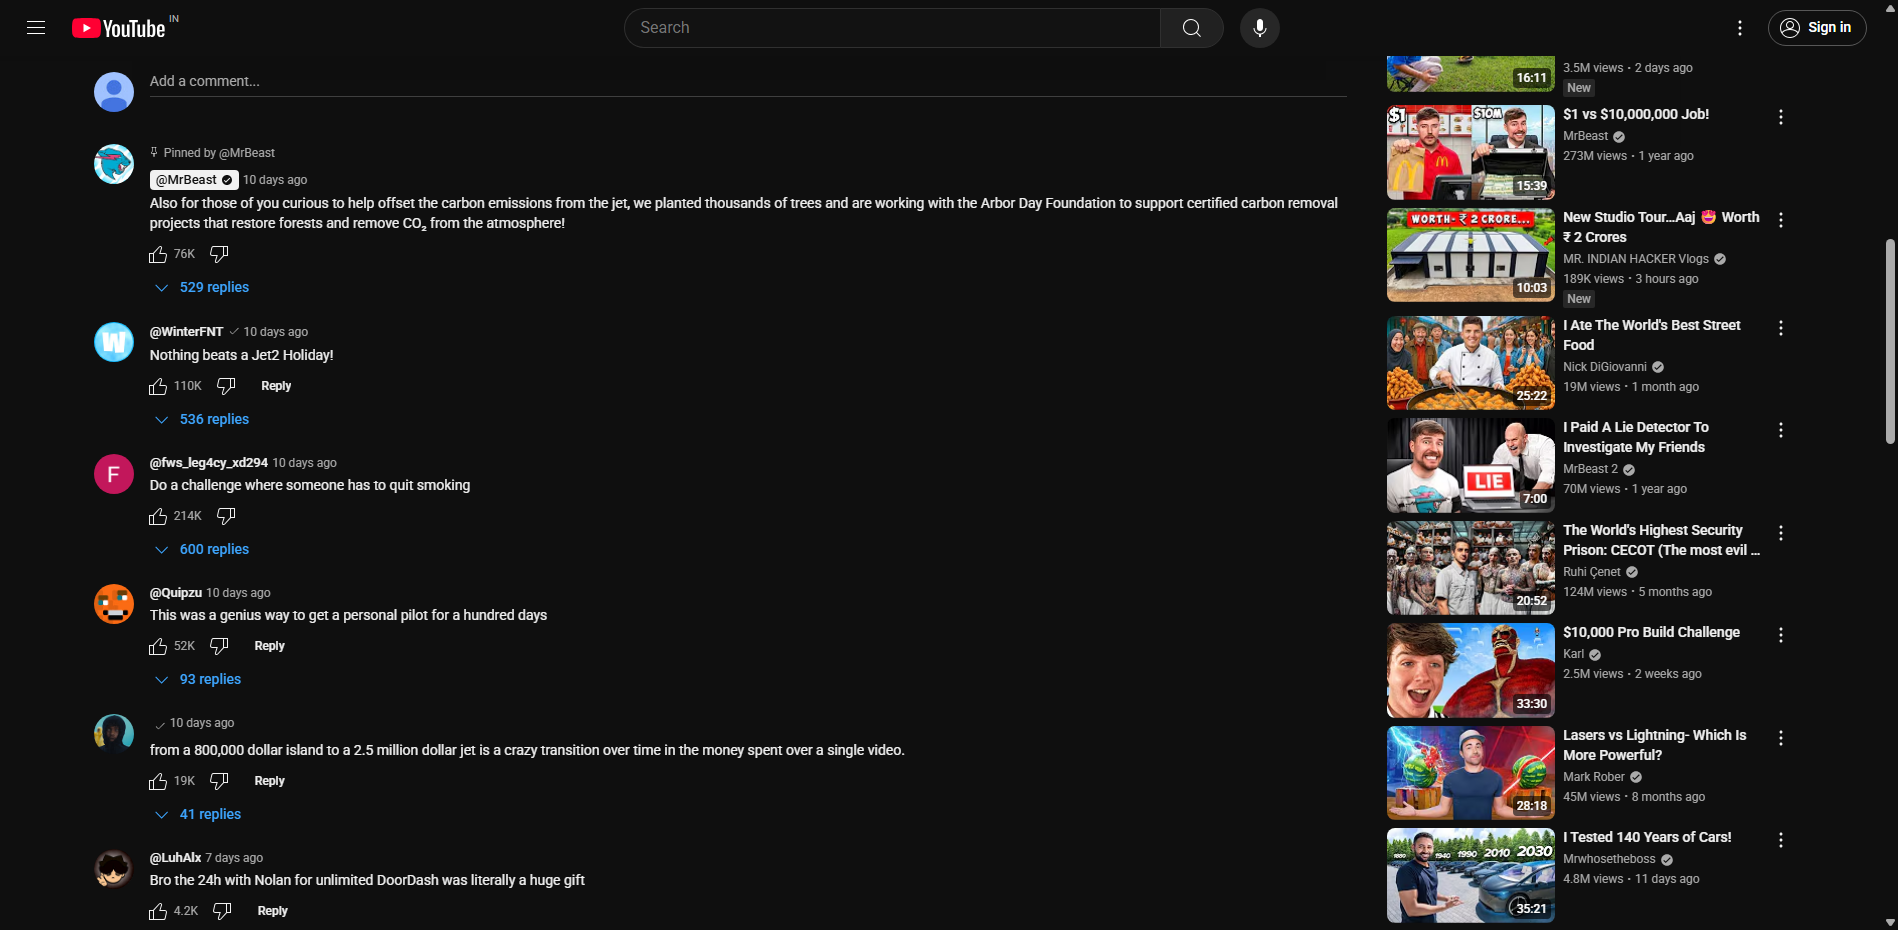 YouTube IN
Search
Sign in
Add a comment...
Pinned by @MrBeast
@MrBeast 10 days ago
Also for those of you curious to help offset the carbon emissions from the jet, we planted thousands of trees and are working with the Arbor Day Foundation to support certified carbon removal
projects that restore forests and remove CO₂ from the atmosphere!
76K
529 replies
@WinterFNT 10 days ago
Nothing beats a Jet2 Holiday!
110K Reply
536 replies
F
@fws_leg4cy_xd294 10 days ago
Do a challenge where someone has to quit smoking
214K
600 replies
@Quipzu 10 days ago
This was a genius way to get a personal pilot for a hundred days
52K Reply
93 replies
10 days ago
from a 800,000 dollar island to a 2.5 million dollar jet is a crazy transition over time in the money spent over a single video.
19K Reply
41 replies
@LuhAlx 7 days ago
Bro the 24h with Nolan for unlimited DoorDash was literally a huge gift
4.2K Reply
16:11
3.5M views • 2 days ago
New
$1 $10M
15:39
$1 vs $10,000,000 Job!
MrBeast
273M views • 1 year ago
WORTH- ₹ 2 CRORE...
10:03
New Studio Tour...Aaj 🤩 Worth
₹ 2 Crores
MR. INDIAN HACKER Vlogs
189K views • 3 hours ago
New
25:22
I Ate The World's Best Street
Food
Nick DiGiovanni
19M views • 1 month ago
LIE
7:00
I Paid A Lie Detector To
Investigate My Friends
MrBeast 2
70M views • 1 year ago
20:52
The World's Highest Security
Prison: CECOT (The most evil ...
Ruhi Çenet
124M views • 5 months ago
33:30
$10,000 Pro Build Challenge
Karl
2.5M views • 2 weeks ago
28:18
Lasers vs Lightning- Which Is
More Powerful?
Mark Rober
45M views • 8 months ago
1940 1990 2010 2030
35:21
I Tested 140 Years of Cars!
Mrwhosetheboss
4.8M views • 11 days ago